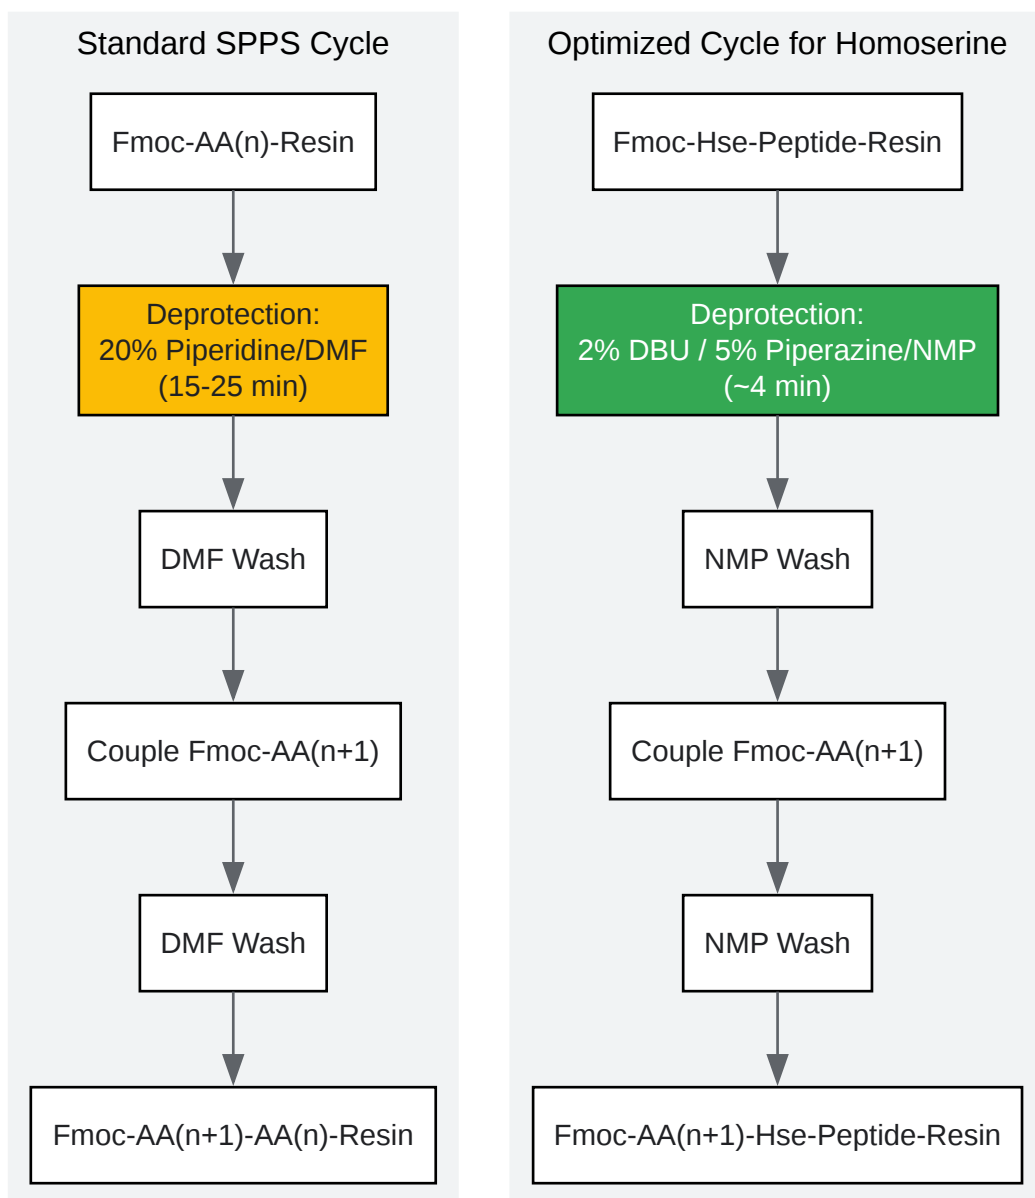 Standard SPPS Cycle
Fmoc-AA(n)-Resin
Deprotection:
20% Piperidine/DMF
(15-25 min)
DMF Wash
Couple Fmoc-AA(n+1)
DMF Wash
Fmoc-AA(n+1)-AA(n)-Resin
Optimized Cycle for Homoserine
Fmoc-Hse-Peptide-Resin
Deprotection:
2% DBU / 5% Piperazine/NMP
(~4 min)
NMP Wash
Couple Fmoc-AA(n+1)
NMP Wash
Fmoc-AA(n+1)-Hse-Peptide-Resin